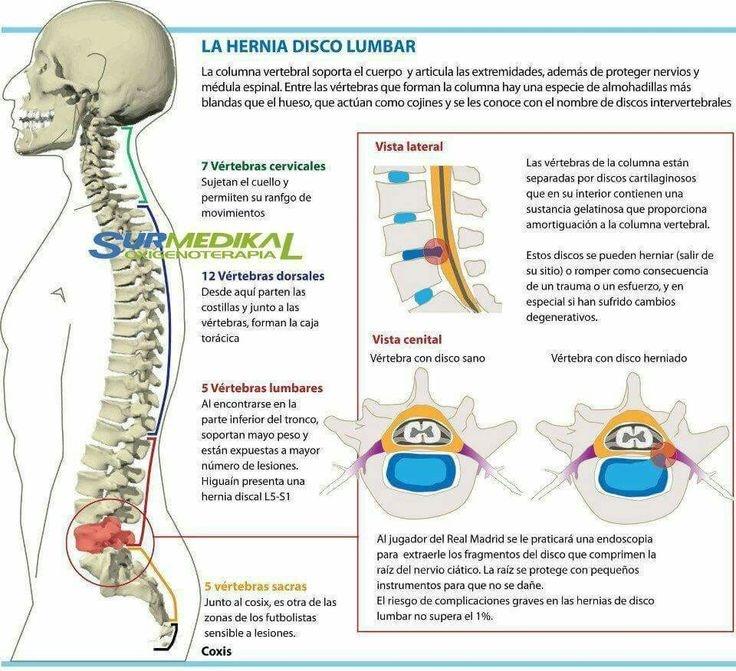 LA HERNIA DISCO LUMBAR
La columna vertebral soporta el cuerpo y articula las extremidades, además de proteger nervios y
médula espinal. Entre las vértebras que forman la columna hay una especie de almohadillas más
blandas que el hueso, que actúan como cojines y se les conoce con el nombre de discos intervertebrales
7 Vértebras cervicales
Sujetan el cuello y
permiiten su ranfgo de
movimientos
SURMEDIKAL
OXIGENOTERAPIA
12 Vértebras dorsales
Desde aquí parten las
costillas y junto a las
vértebras, forman la caja
torácica
5 Vértebras lumbares
Al encontrarse en la
parte inferior del tronco,
soportan mayo peso y
están expuestas a mayor
número de lesiones.
Higuaín presenta una
hernia discal L5-S1
5 vértebras sacras
Junto al cosix, es otra de las
zonas de los futbolistas
sensible a lesiones.
Coxis
Vista lateral
Las vértebras de la columna están
separadas por discos cartilaginosos
que en su interior contienen una
sustancia gelatinosa que proporciona
amortiguación a la columna vertebral.
Estos discos se pueden herniar (salir de
su sitio) o romper como consecuencia
de un trauma o un esfuerzo, y en
especial si han sufrido cambios
degenerativos.
Vista cenital
Vértebra con disco sano
Vértebra con disco herniado
Al jugador del Real Madrid se le praticará una endoscopia
para extraerle los fragmentos del disco que comprimen la
raíz del nervio ciático. La raíz se protege con pequeños
instrumentos para que no se dañe.
El riesgo de complicaciones graves en las hernias de disco
lumbar no supera el 1%.